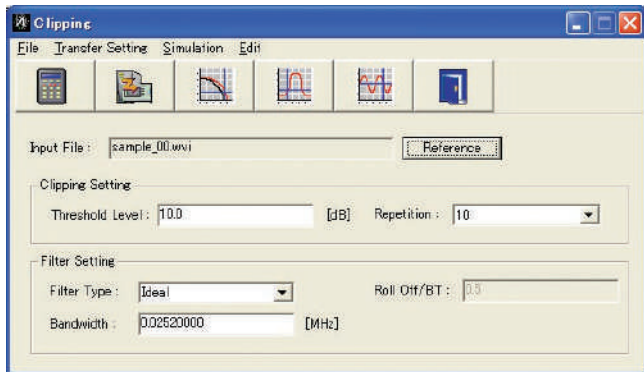 Clipping
File Transfer Setting Simulation Edit
Input File : sample_00.wvi Reference
Clipping Setting
Threshold Level : 10.0 [dB] Repetition : 10
Filter Setting
Filter Type : Ideal Roll Off/BT : 0.5
Bandwidth : 0.02520000 [MHz]